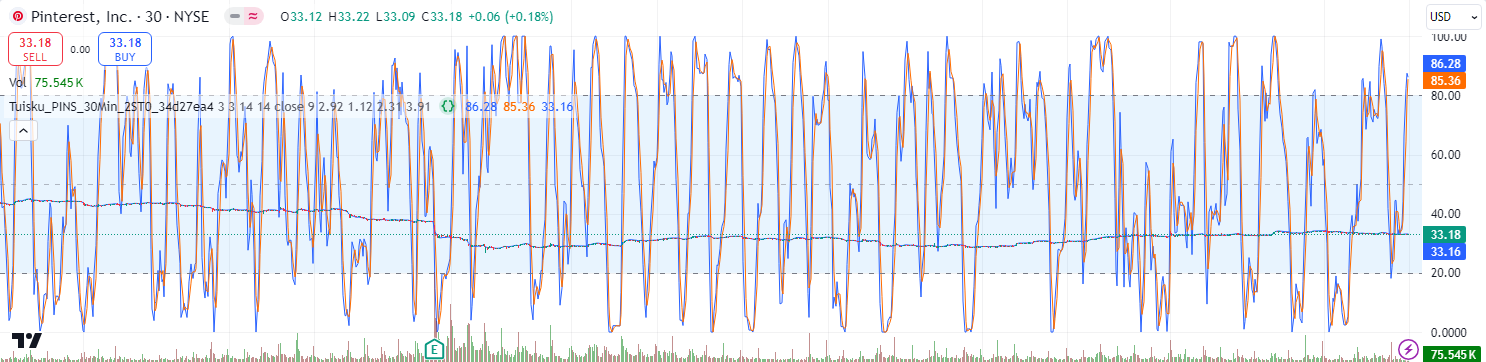 Pinterest, Inc. · 30 · NYSE O33.12 H33.22 L33.09 C33.18 +0.06 (+0.18%)
USD
33.18 SELL 0.00 33.18 BUY
Vol 75.545 K
Tuisku_PINS_30Min_2ST0_34d27ea4 3 3 14 14 close 9 2.92 1.12 2.31 3.91 86.28 85.36 33.16
100.00
86.28
85.36
80.00
60.00
40.00
33.18
33.16
20.00
0.0000
75.545 K
E